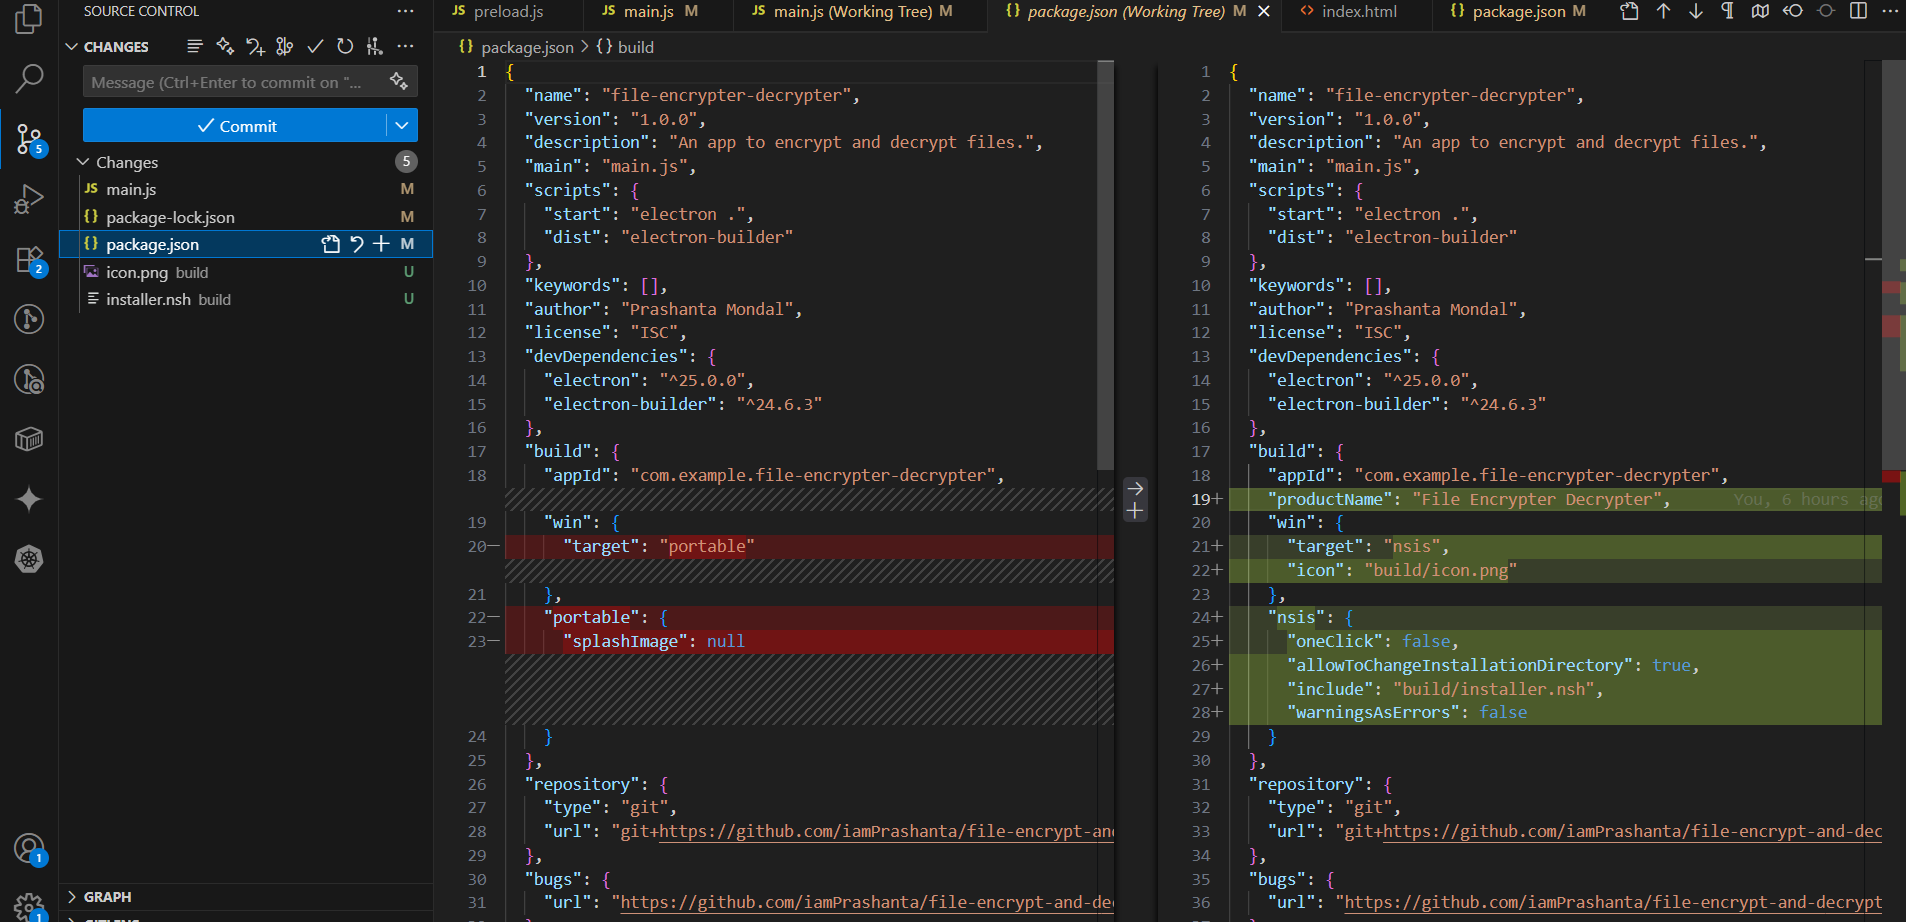 SOURCE CONTROL
CHANGES
Message (Ctrl+Enter to commit on "...
Commit
Changes 5
main.js M
package-lock.json M
package.json M
icon.png build U
installer.nsh build U
GRAPH
5
2
1
1
preload.js
main.js M
main.js (Working Tree) M
package.json (Working Tree) M
index.html
package.json M
package.json > {} build
1 {
2 "name": "file-encrypter-decrypter",
3 "version": "1.0.0",
4 "description": "An app to encrypt and decrypt files.",
5 "main": "main.js",
6 "scripts": {
7 "start": "electron .",
8 "dist": "electron-builder"
9 },
10 "keywords": [],
11 "author": "Prashanta Mondal",
12 "license": "ISC",
13 "devDependencies": {
14 "electron": "^25.0.0",
15 "electron-builder": "^24.6.3"
16 },
17 "build": {
18 "appId": "com.example.file-encrypter-decrypter",
19 "win": {
20− "target": "portable"
21 },
22− "portable": {
23− "splashImage": null
24 }
25 },
26 "repository": {
27 "type": "git",
28 "url": "git+https://github.com/iamPrashanta/file-encrypt-an
29 },
30 "bugs": {
31 "url": "https://github.com/iamPrashanta/file-encrypt-and-de
1 {
2 "name": "file-encrypter-decrypter",
3 "version": "1.0.0",
4 "description": "An app to encrypt and decrypt files.",
5 "main": "main.js",
6 "scripts": {
7 "start": "electron .",
8 "dist": "electron-builder"
9 },
10 "keywords": [],
11 "author": "Prashanta Mondal",
12 "license": "ISC",
13 "devDependencies": {
14 "electron": "^25.0.0",
15 "electron-builder": "^24.6.3"
16 },
17 "build": {
18 "appId": "com.example.file-encrypter-decrypter",
19+ "productName": "File Encrypter Decrypter", You, 6 hours ago
20 "win": {
21+ "target": "nsis",
22+ "icon": "build/icon.png"
23 },
24+ "nsis": {
25+ "oneClick": false,
26+ "allowToChangeInstallationDirectory": true,
27+ "include": "build/installer.nsh",
28+ "warningsAsErrors": false
29 }
30 },
31 "repository": {
32 "type": "git",
33 "url": "git+https://github.com/iamPrashanta/file-encrypt-and-dec
34 },
35 "bugs": {
36 "url": "https://github.com/iamPrashanta/file-encrypt-and-decrypt